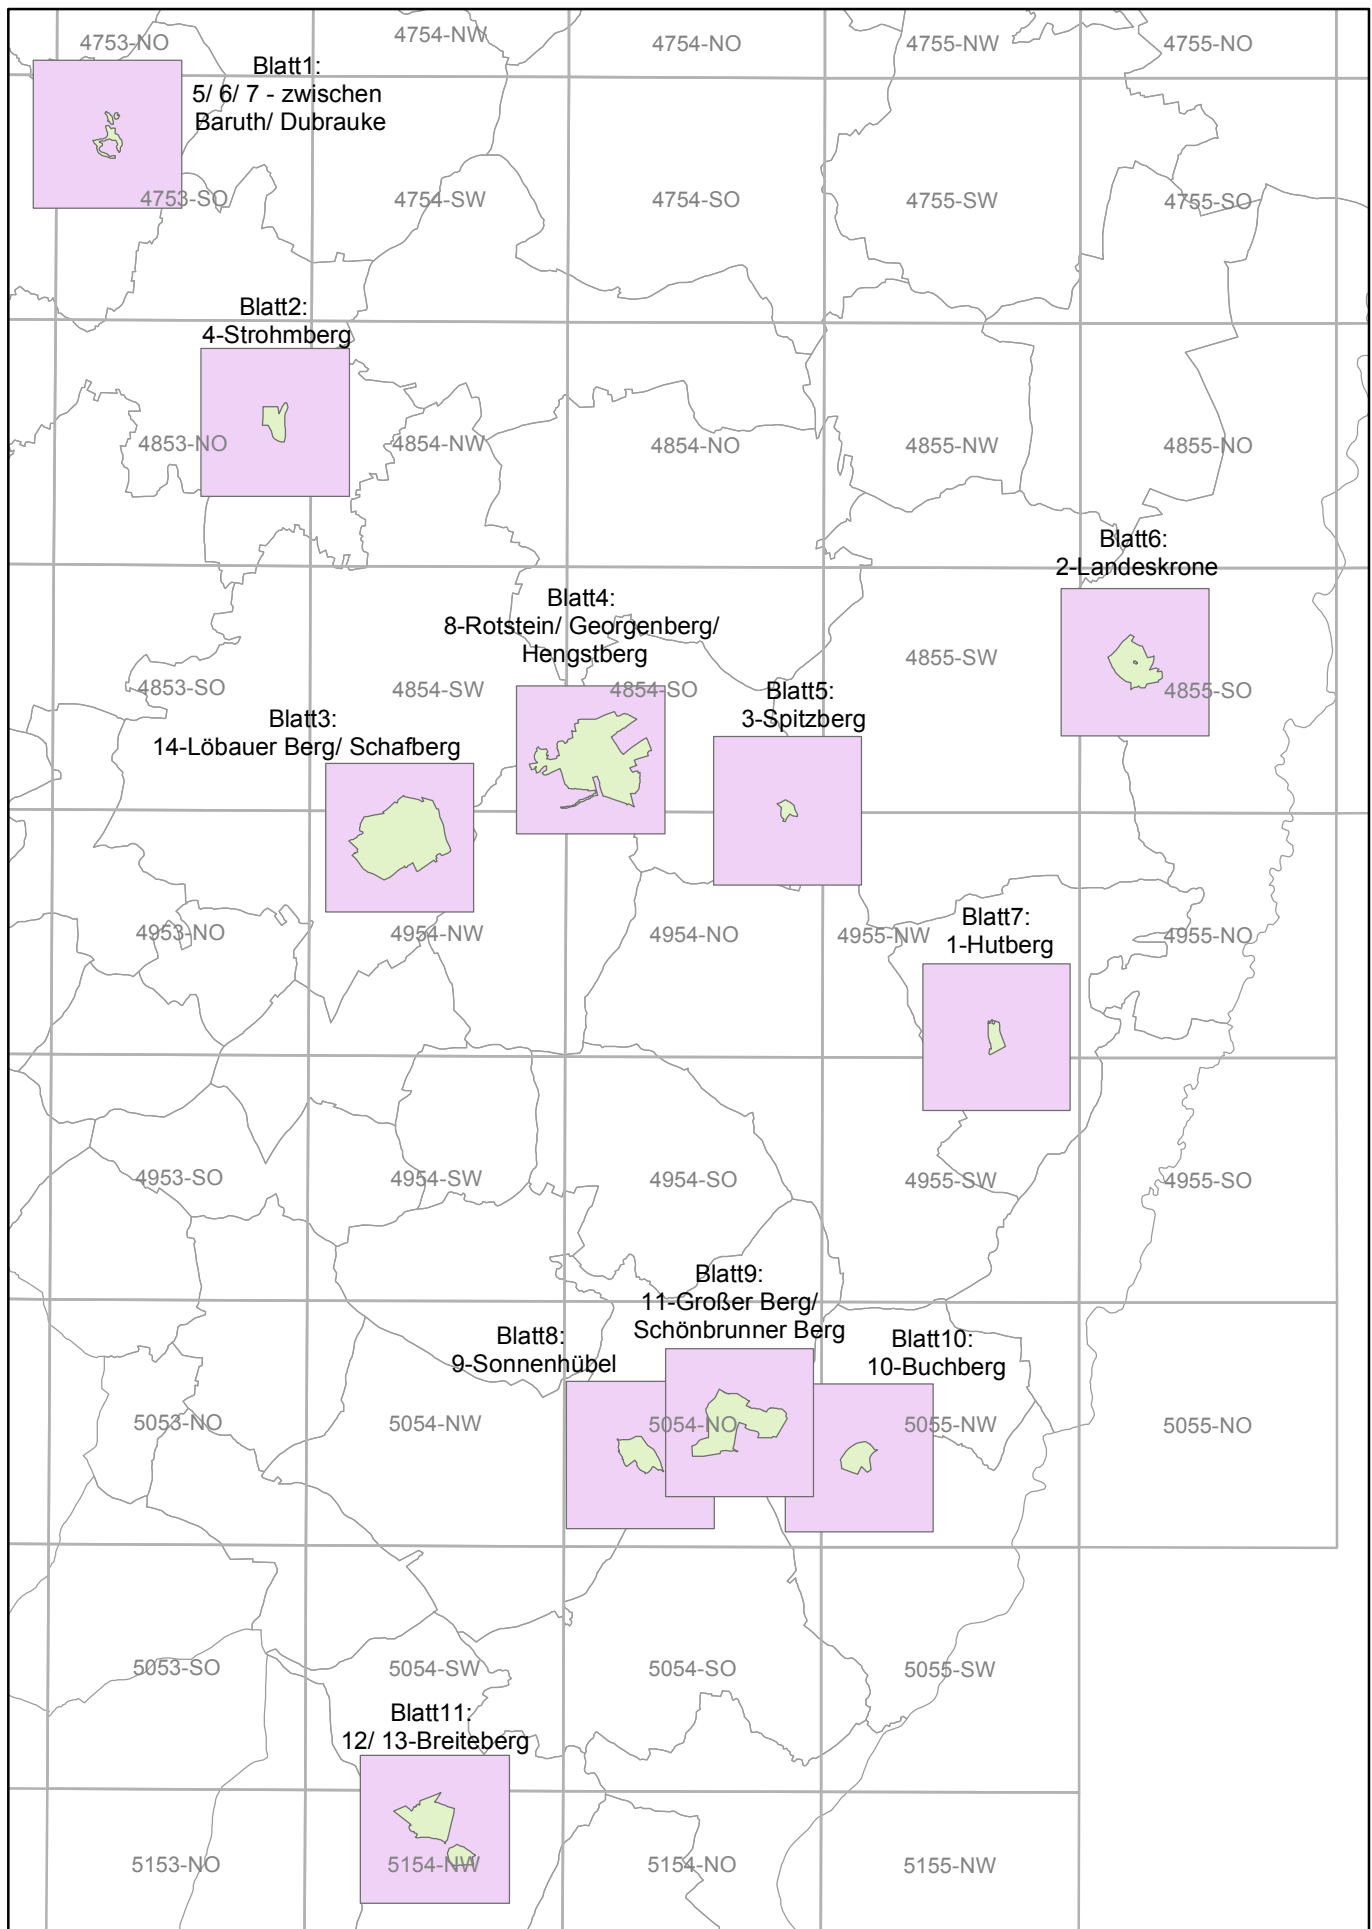 4753-NO
4754-NW
4754-NO
4755-NW
4755-NO
Blatt1:
5/ 6/ 7 - zwischen
Baruth/ Dubrauke
4753-SO
4754-SW
4754-SO
4755-SW
4755-SO
Blatt2:
4-Strohmberg
4853-NO
4854-NW
4854-NO
4855-NW
4855-NO
Blatt6:
2-Landeskrone
Blatt4:
8-Rotstein/ Georgenberg/
Hengstberg
4855-SW
4853-SO
4854-SW
4854-SO
4855-SO
Blatt5:
3-Spitzberg
Blatt3:
14-Löbauer Berg/ Schafberg
Blatt7:
1-Hutberg
4953-NO
4954-NW
4954-NO
4955-NW
4955-NO
4953-SO
4954-SW
4954-SO
4955-SW
4955-SO
Blatt9:
11-Großer Berg/
Schönbrunner Berg
Blatt8:
9-Sonnenhübel
Blatt10:
10-Buchberg
5053-NO
5054-NW
5054-NO
5055-NW
5055-NO
5053-SO
5054-SW
5054-SO
5055-SW
Blatt11:
12/ 13-Breiteberg
5153-NO
5154-NW
5154-NO
5155-NW